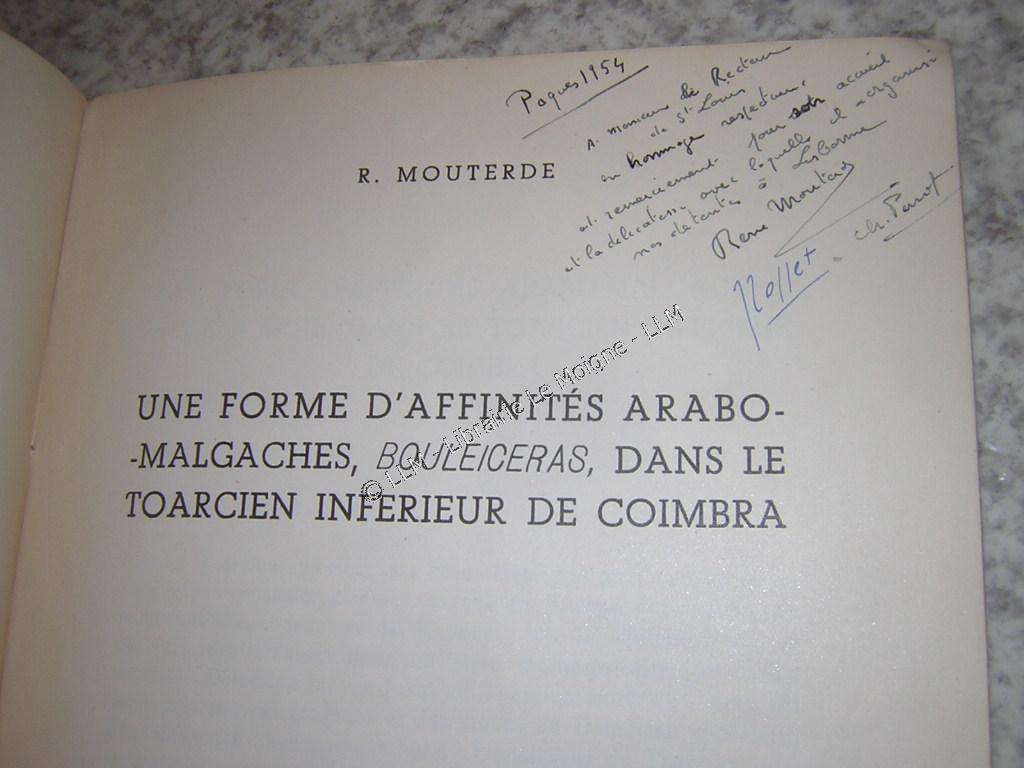 Paques 1954
A Monsieur le Recteur
de St Louis
en hommage respectueux
et remerciement pour son accueil
et la délicatesse avec laquelle il a organisé
nos détentes à Lisbonne
René Mouterde
Ch. Perrot
R. MOUTERDE
UNE FORME D'AFFINITÉS ARABO-
-MALGACHES, BOULEICERAS, DANS LE
TOARCIEN INFERIEUR DE COIMBRA
© LLM - Librairie Le Moigne - LLM